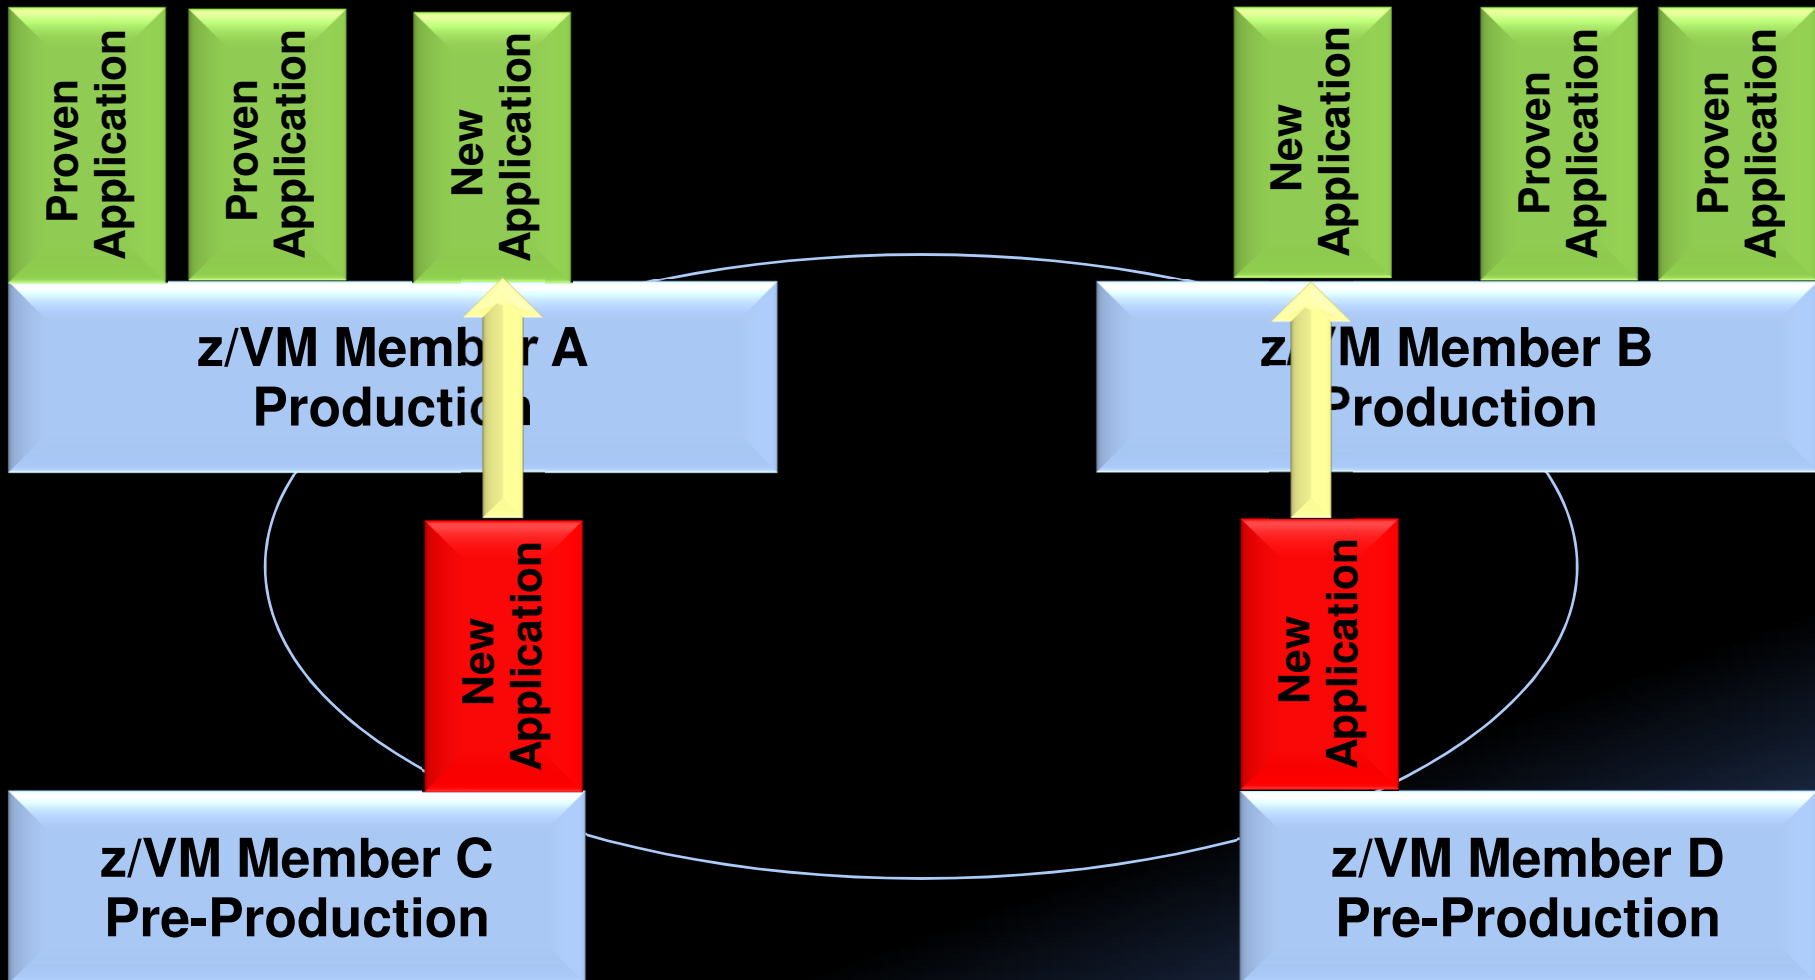 Proven
Application
Proven
Application
New
Application
New
Application
Proven
Application
Proven
Application
z/VM Member A
Production
z/VM Member B
Production
New
Application
New
Application
z/VM Member C
Pre-Production
z/VM Member D
Pre-Production